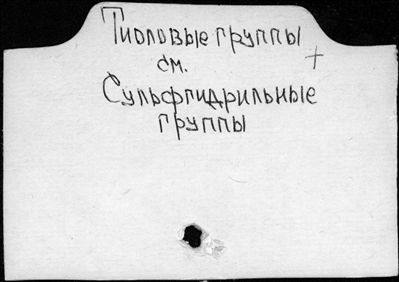 Тиоловые группы +
см.
Сульфгидрильные
группы